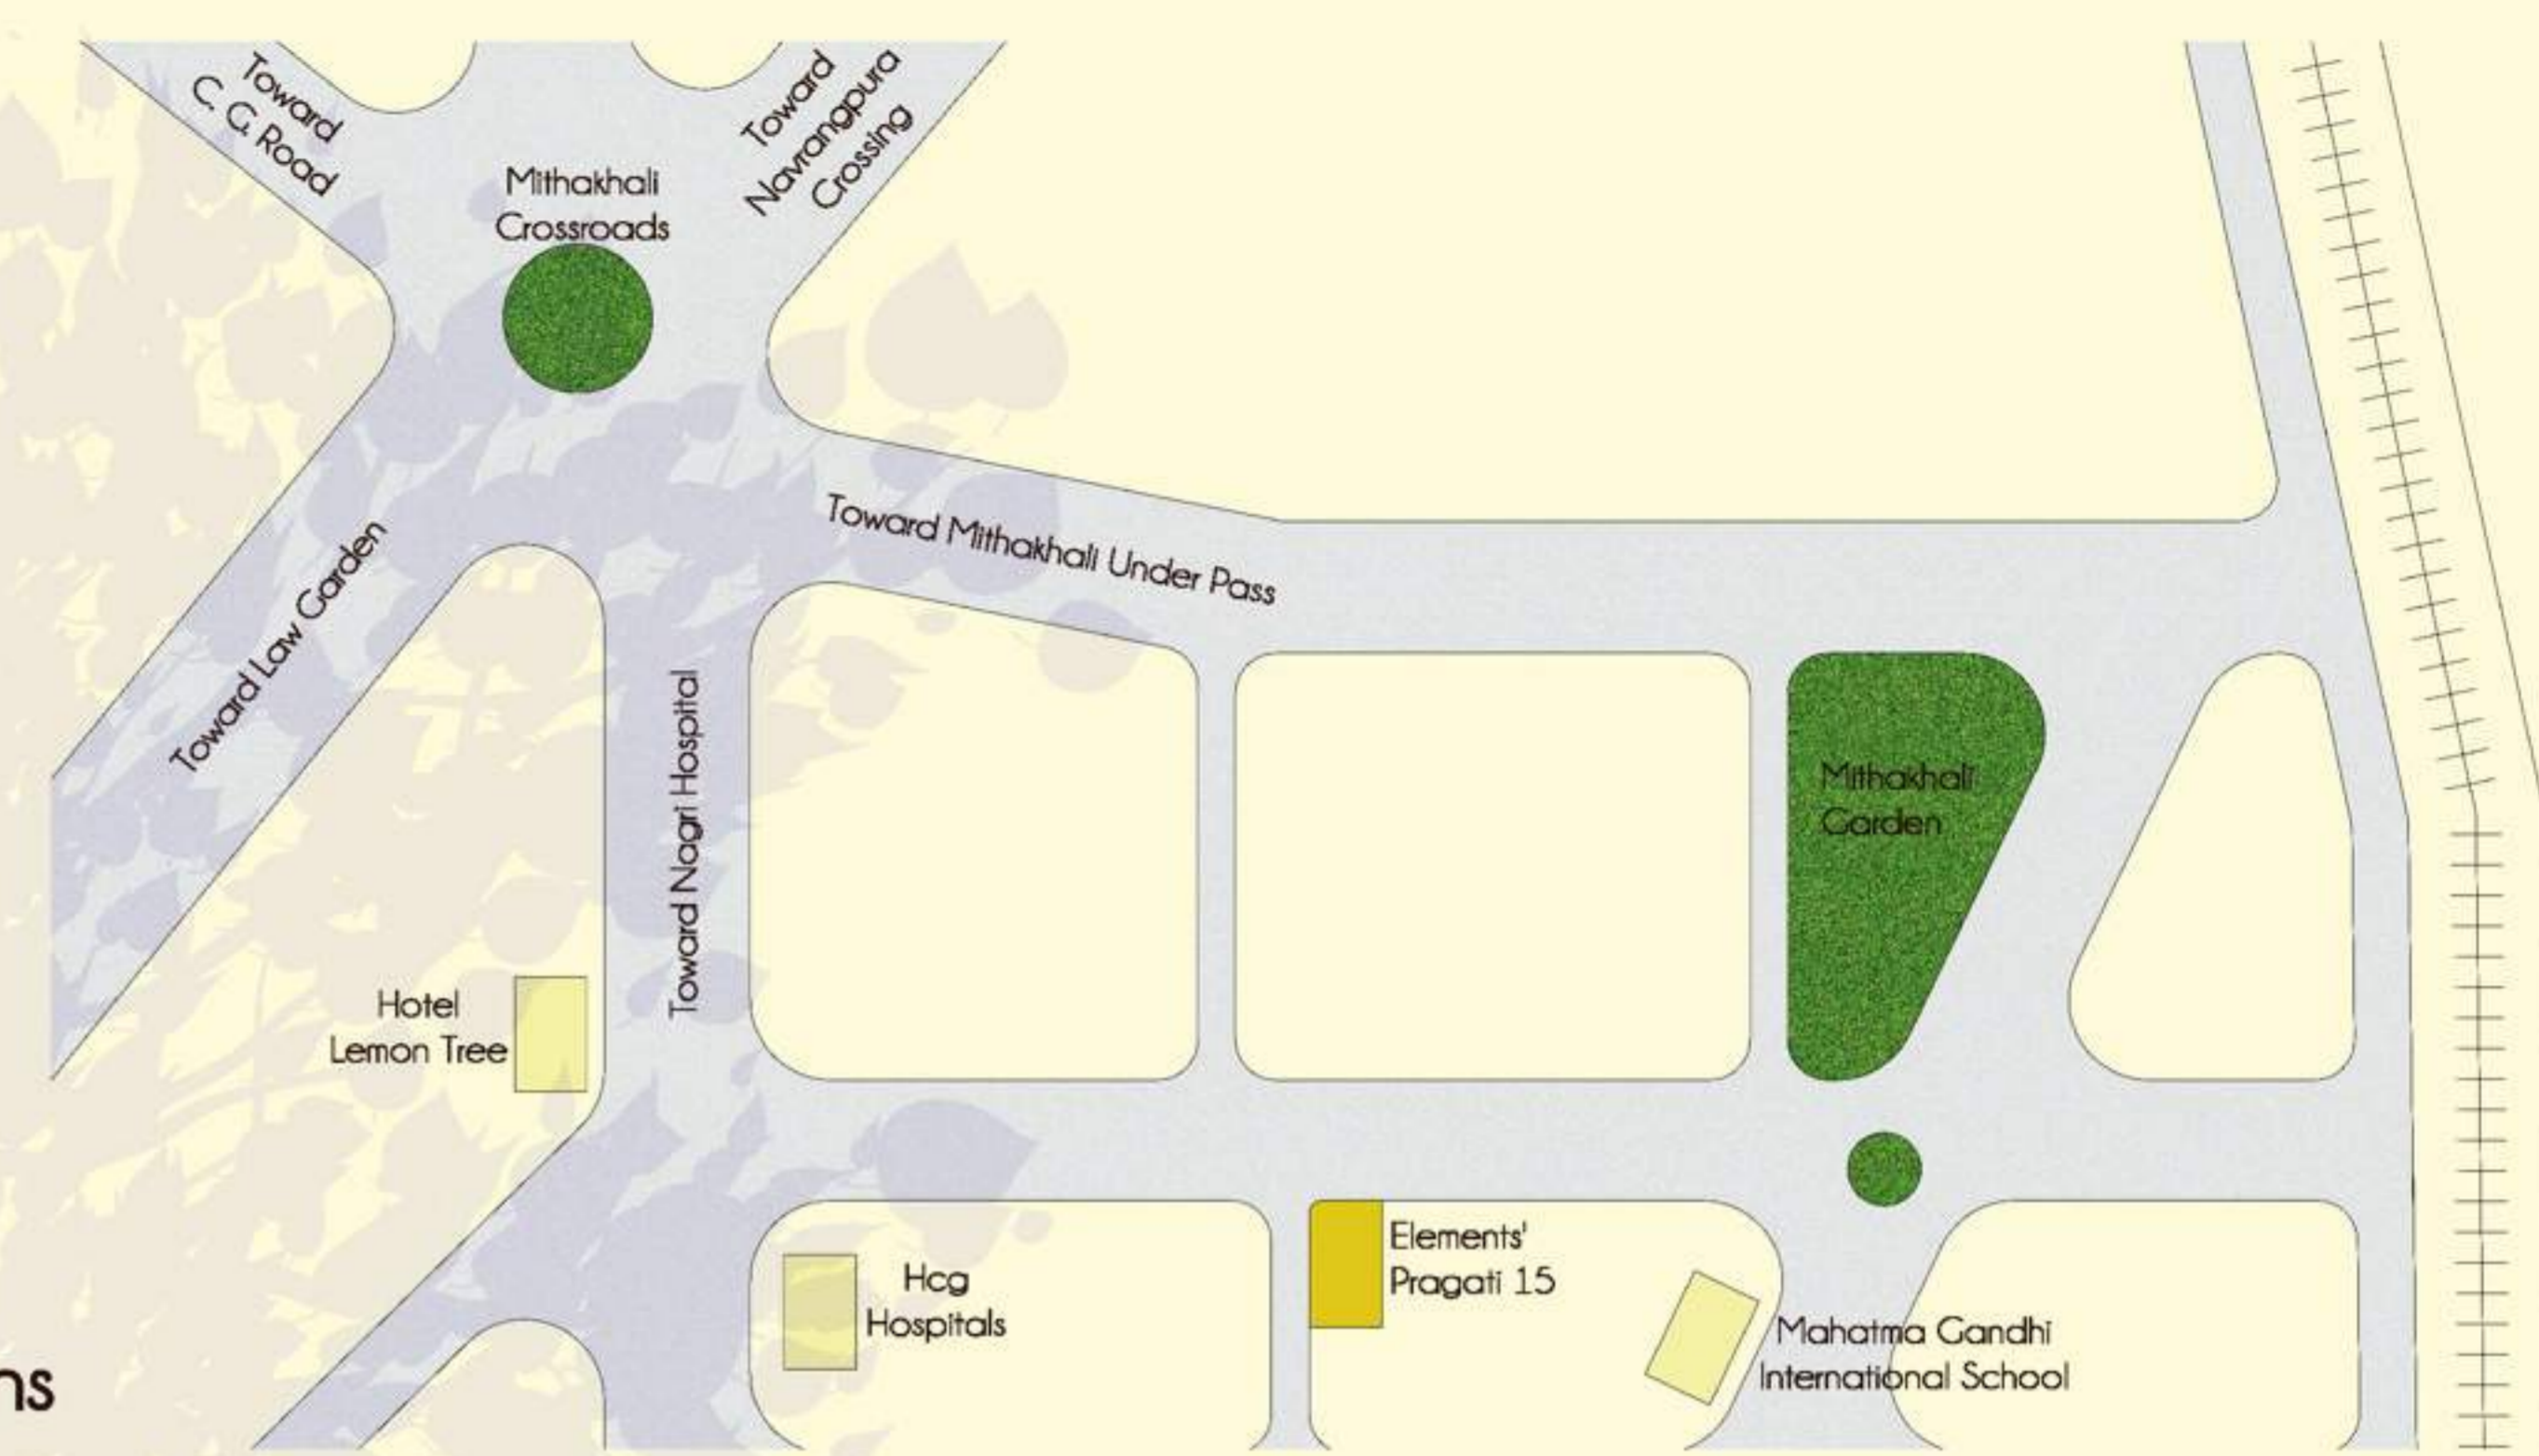 Toward
C. G. Road
Toward
Navrangpura
Crossing
Mithakhali
Crossroads
Toward Mithakhali Under Pass
Toward Law Garden
Toward Nagri Hospital
Mithakhali
Garden
Hotel
Lemon Tree
Elements'
Pragati 15
Hcg
Hospitals
Mahatma Gandhi
International School
ns